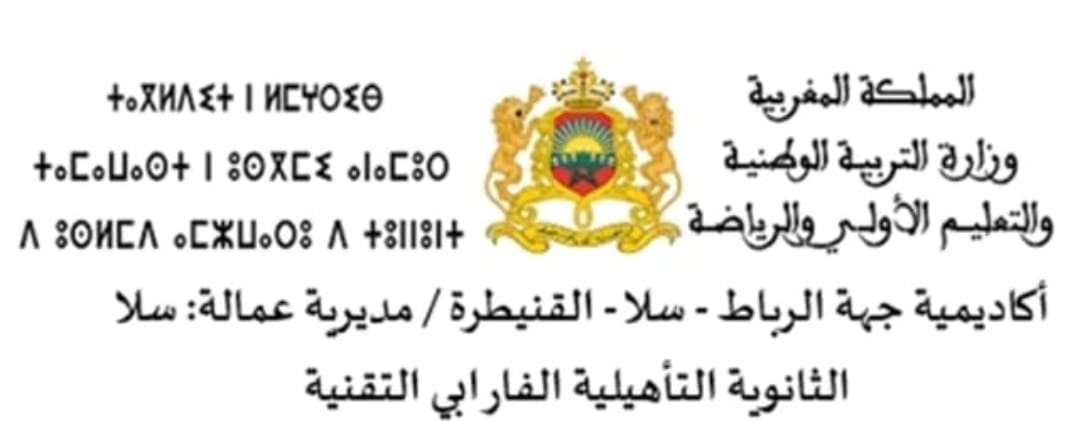 المملكة المغربية
وزارة التربية الوطنية
والتعليم الأولي والرياضة
ⵜⴰⴳⵍⴷⵉⵜ ⵏ ⵍⵎⵖⵔⵉⴱ
ⵜⴰⵎⴰⵡⴰⵙⵜ ⵏ ⵓⵙⴳⵎⵉ ⴰⵏⴰⵎⵓⵔ
ⴷ ⵓⵙⵍⵎⴷ ⴰⵎⵣⵡⴰⵔⵓ ⴷ ⵜⵓⵏⵏⵓⵏⵜ
أكاديمية جهة الرباط - سلا - القنيطرة / مديرية عمالة: سلا
الثانوية التأهيلية الفارابي التقنية